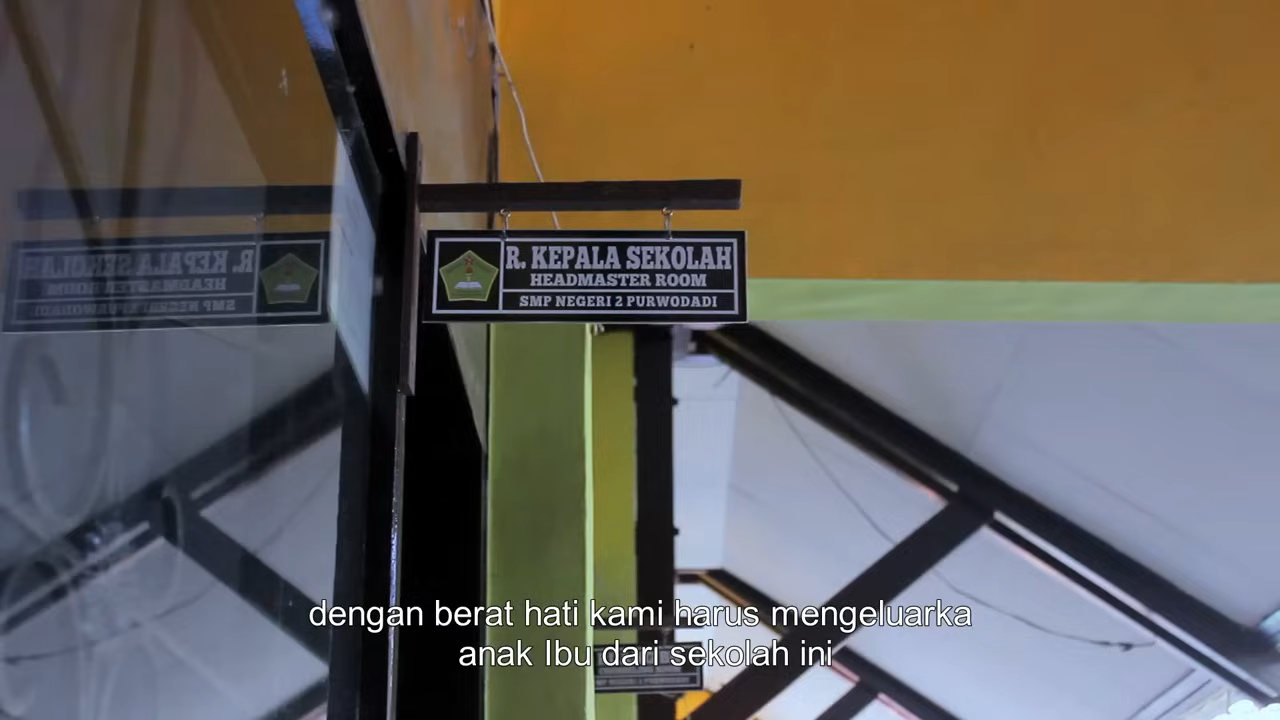 R. KEPALA SEKOLAH
HEADMASTER ROOM
SMP NEGERI 2 PURWODADI
dengan berat hati kami harus mengeluarka
anak Ibu dari sekolah ini